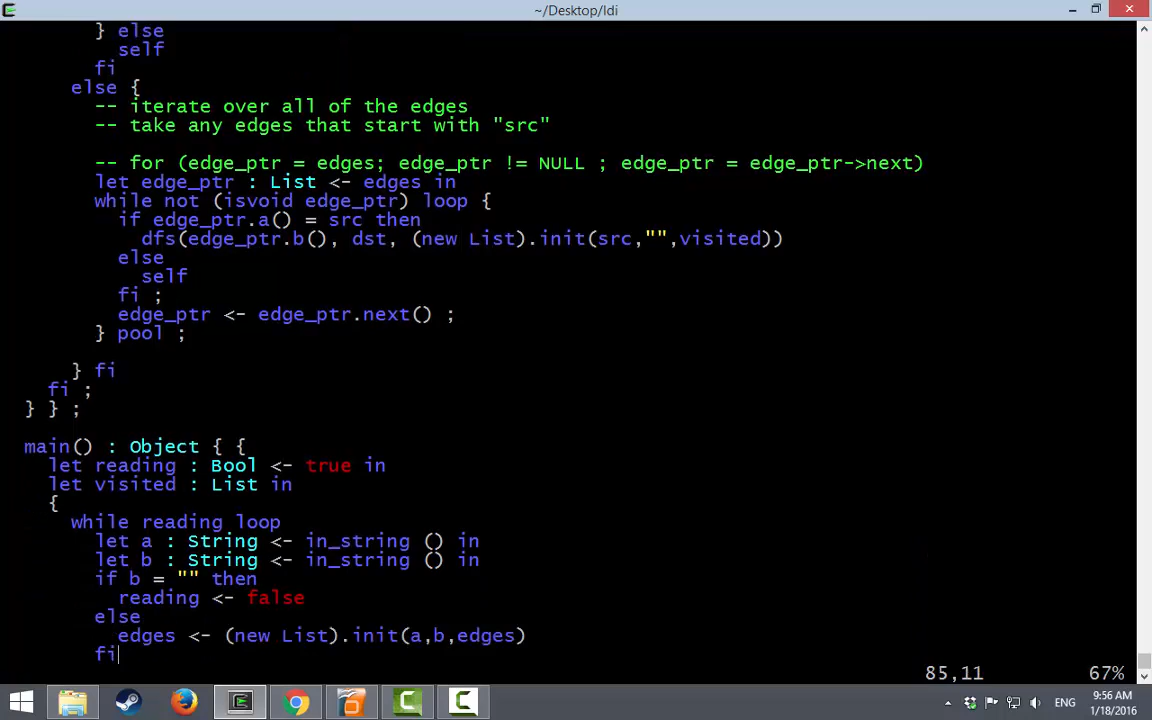 ~/Desktop/ldi
} else
self
fi
else {
-- iterate over all of the edges
-- take any edges that start with "src"
-- for (edge_ptr = edges; edge_ptr != NULL ; edge_ptr = edge_ptr->next)
let edge_ptr : List <- edges in
while not (isvoid edge_ptr) loop {
if edge_ptr.a() = src then
dfs(edge_ptr.b(), dst, (new List).init(src,"",visited))
else
self
fi ;
edge_ptr <- edge_ptr.next() ;
} pool ;
} fi
fi ;
} } ;
main() : Object { {
let reading : Bool <- true in
let visited : List in
{
while reading loop
let a : String <- in_string () in
let b : String <- in_string () in
if b = "" then
reading <- false
else
edges <- (new List).init(a,b,edges)
fi
85,11 67%
ENG
9:56 AM
1/18/2016